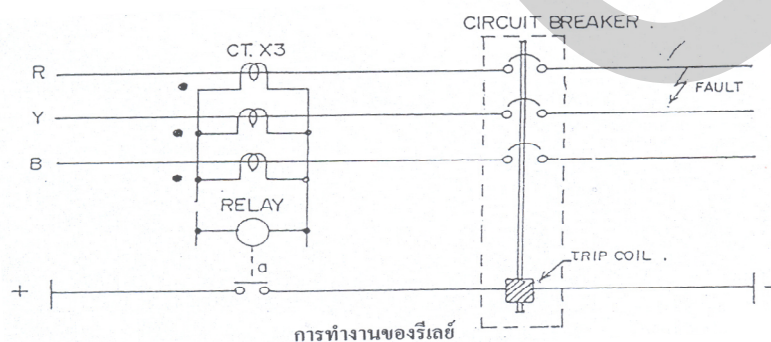 CIRCUIT BREAKER.
CT. X3
R
FAULT
Y
B
RELAY
a
TRIP COIL.
+
-
การทำงานของรีเลย์